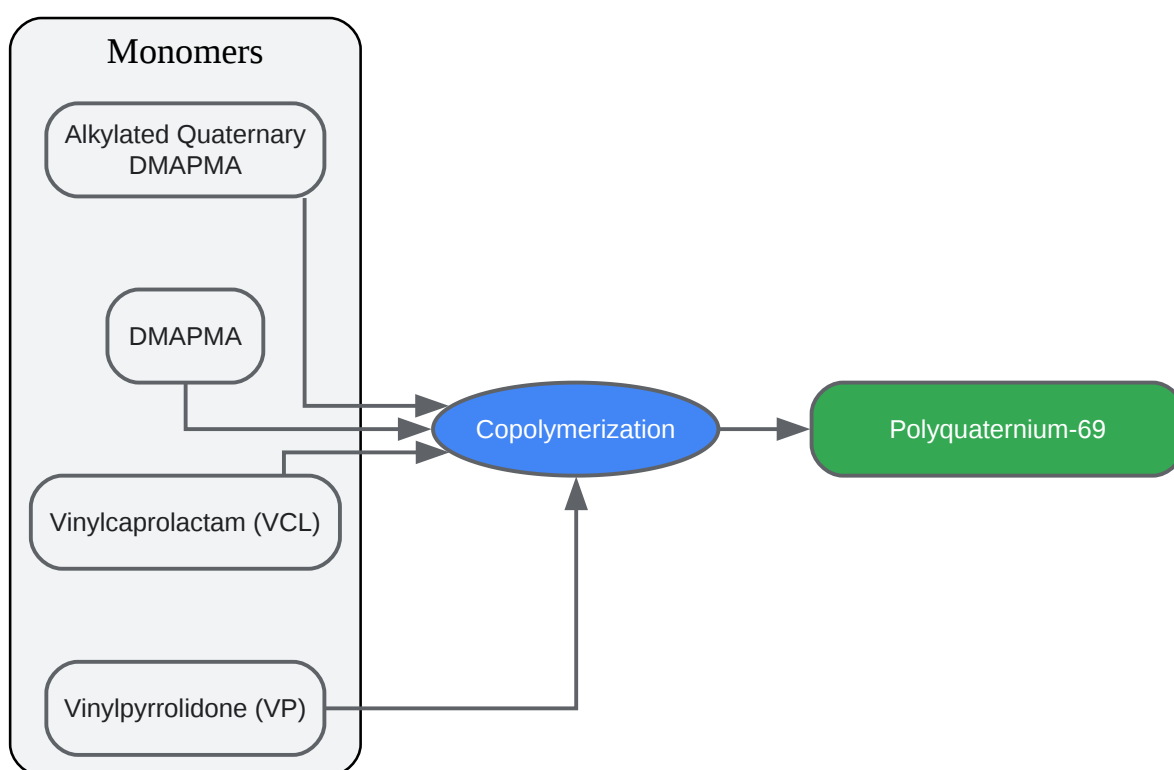 Monomers
Alkylated Quaternary
DMAPMA
DMAPMA
Copolymerization
Polyquaternium-69
Vinylcaprolactam (VCL)
Vinylpyrrolidone (VP)